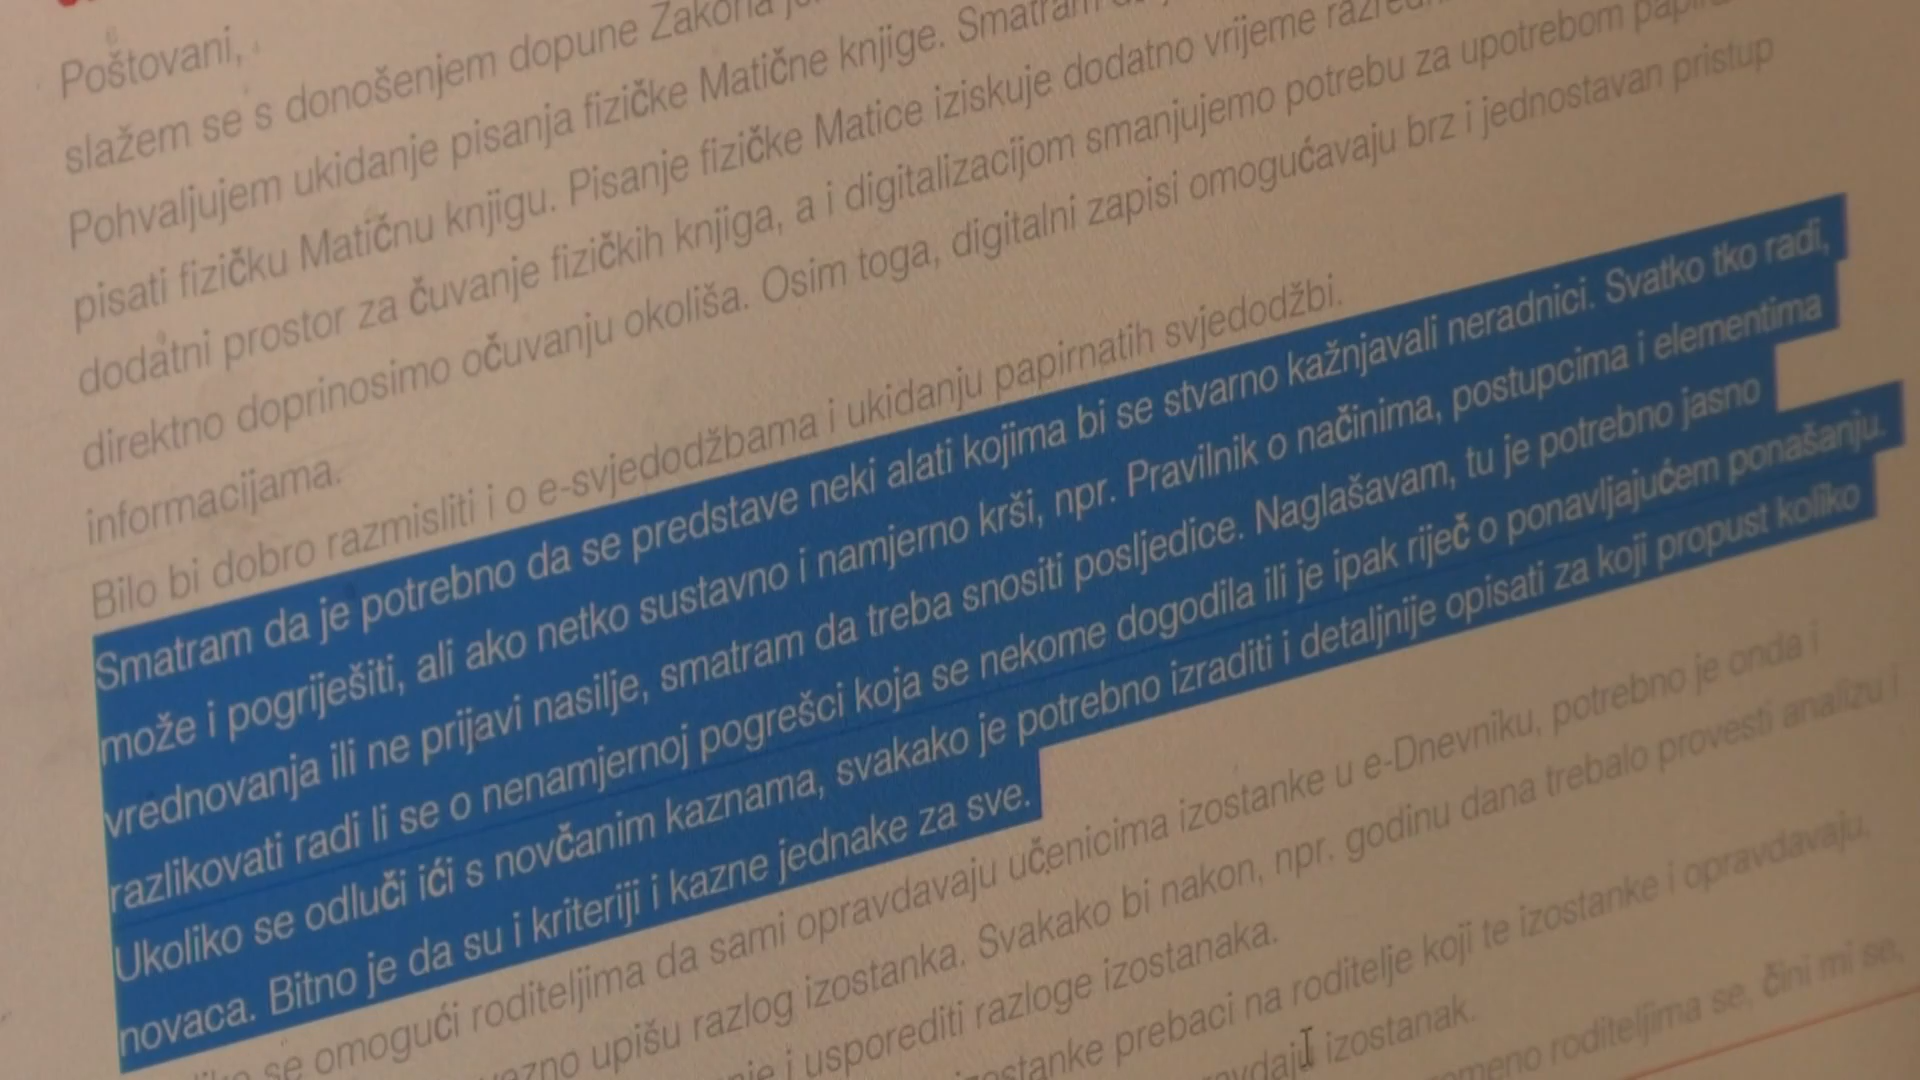 Poštovani,
slažem se s donošenjem dopune Zakona
Pohvaljujem ukidanje pisanja fizičke Matične knjige. Smatram
pisati fizičku Matičnu knjigu. Pisanje fizičke Matice iziskuje dodatno vrijeme
dodatni prostor za čuvanje fizičkih knjiga, a i digitalizacijom smanjujemo potrebu za upotrebom
direktno doprinosimo očuvanju okoliša. Osim toga, digitalni zapisi omogućavaju brz i jednostavan pristup
informacijama.
Bilo bi dobro razmisliti i o e-svjedodžbama i ukidanju papirnatih svjedodžbi.
Smatram da je potrebno da se predstave neki alati kojima bi se stvarno kažnjavali neradnici. Svatko tko radi,
može i pogriješiti, ali ako netko sustavno i namjerno krši, npr. Pravilnik o načinima, postupcima i elementima
vrednovanja ili ne prijavi nasilje, smatram da treba snositi posljedice. Naglašavam, tu je potrebno jasno
razlikovati radi li se o nenamjernoj pogrešci koja se nekome dogodila ili je ipak riječ o ponavljajućem ponašanju.
Ukoliko se odluči ići s novčanim kaznama, svakako je potrebno izraditi i detaljnije opisati za koji propust koliko
novaca. Bitno je da su i kriteriji i kazne jednake za sve.
se omogući roditeljima da sami opravdavaju učenicima izostanke u e-Dnevniku, potrebno je onda i
upišu razlog izostanka. Svakako bi nakon, npr. godinu dana trebalo provesti analizu i
i usporediti razloge izostanaka.
prebaci na roditelje koji te izostanke i opravdavaju,
izostanak.
roditeljima se, čini mi se,